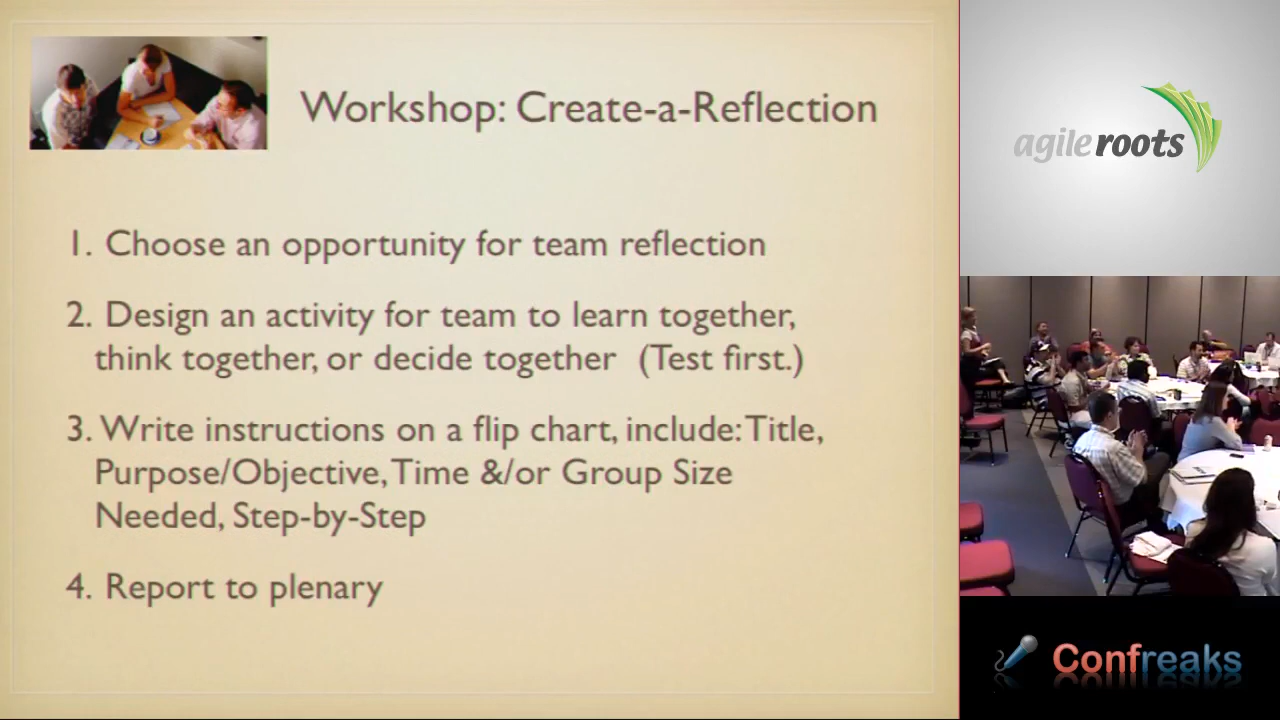 Workshop: Create-a-Reflection
1. Choose an opportunity for team reflection
2. Design an activity for team to learn together,
think together, or decide together (Test first.)
3. Write instructions on a flip chart, include: Title,
Purpose/Objective, Time &/or Group Size
Needed, Step-by-Step
4. Report to plenary
agile roots
Confreaks